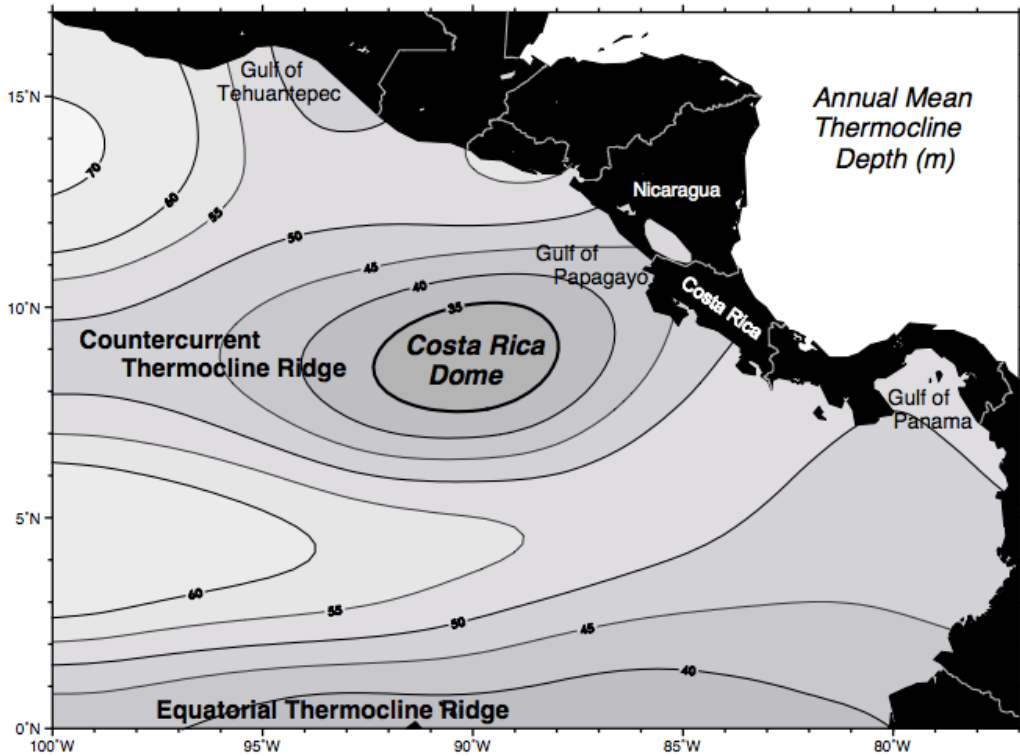 Annual Mean
Thermocline
Depth (m)
Gulf of
Tehuantepec
15°N
70
60
55
Nicaragua
50
45
Gulf of
Papagayo
40
Costa Rica
35
10°N
Countercurrent
Thermocline Ridge
Costa Rica
Dome
Gulf of
Panama
5°N
60
55
50
45
40
Equatorial Thermocline Ridge
0°N
100°W
95°W
90°W
85°W
80°W